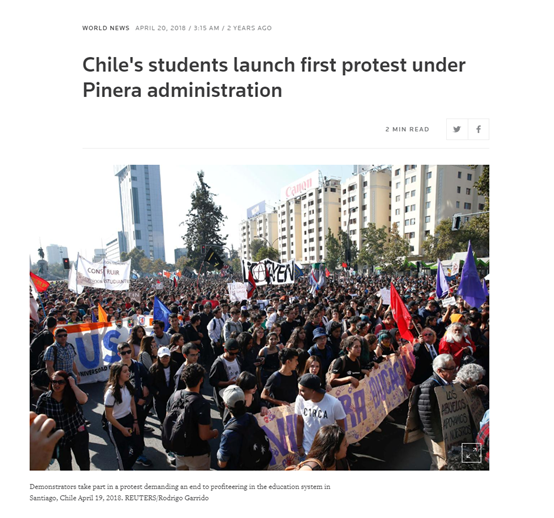 WORLD NEWS APRIL 20, 2018 / 3:15 AM / 2 YEARS AGO
Chile's students launch first protest under
Pinera administration
2 MIN READ
Canon
CONSTRUIR
US
EDUCACIÓN
CIRCA
LOS
Demonstrators take part in a protest demanding an end to profiteering in the education system in
Santiago, Chile April 19, 2018. REUTERS/Rodrigo Garrido